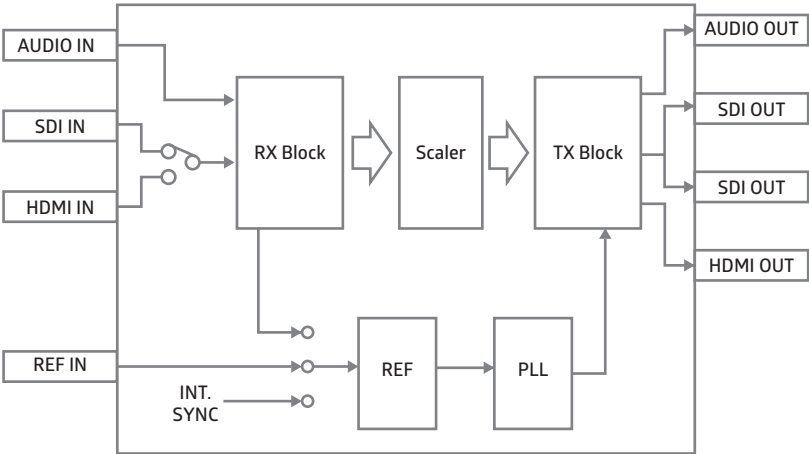 AUDIO IN
AUDIO OUT
SDI IN
RX Block
Scaler
TX Block
SDI OUT
SDI OUT
HDMI IN
HDMI OUT
REF IN
REF
PLL
INT.
SYNC